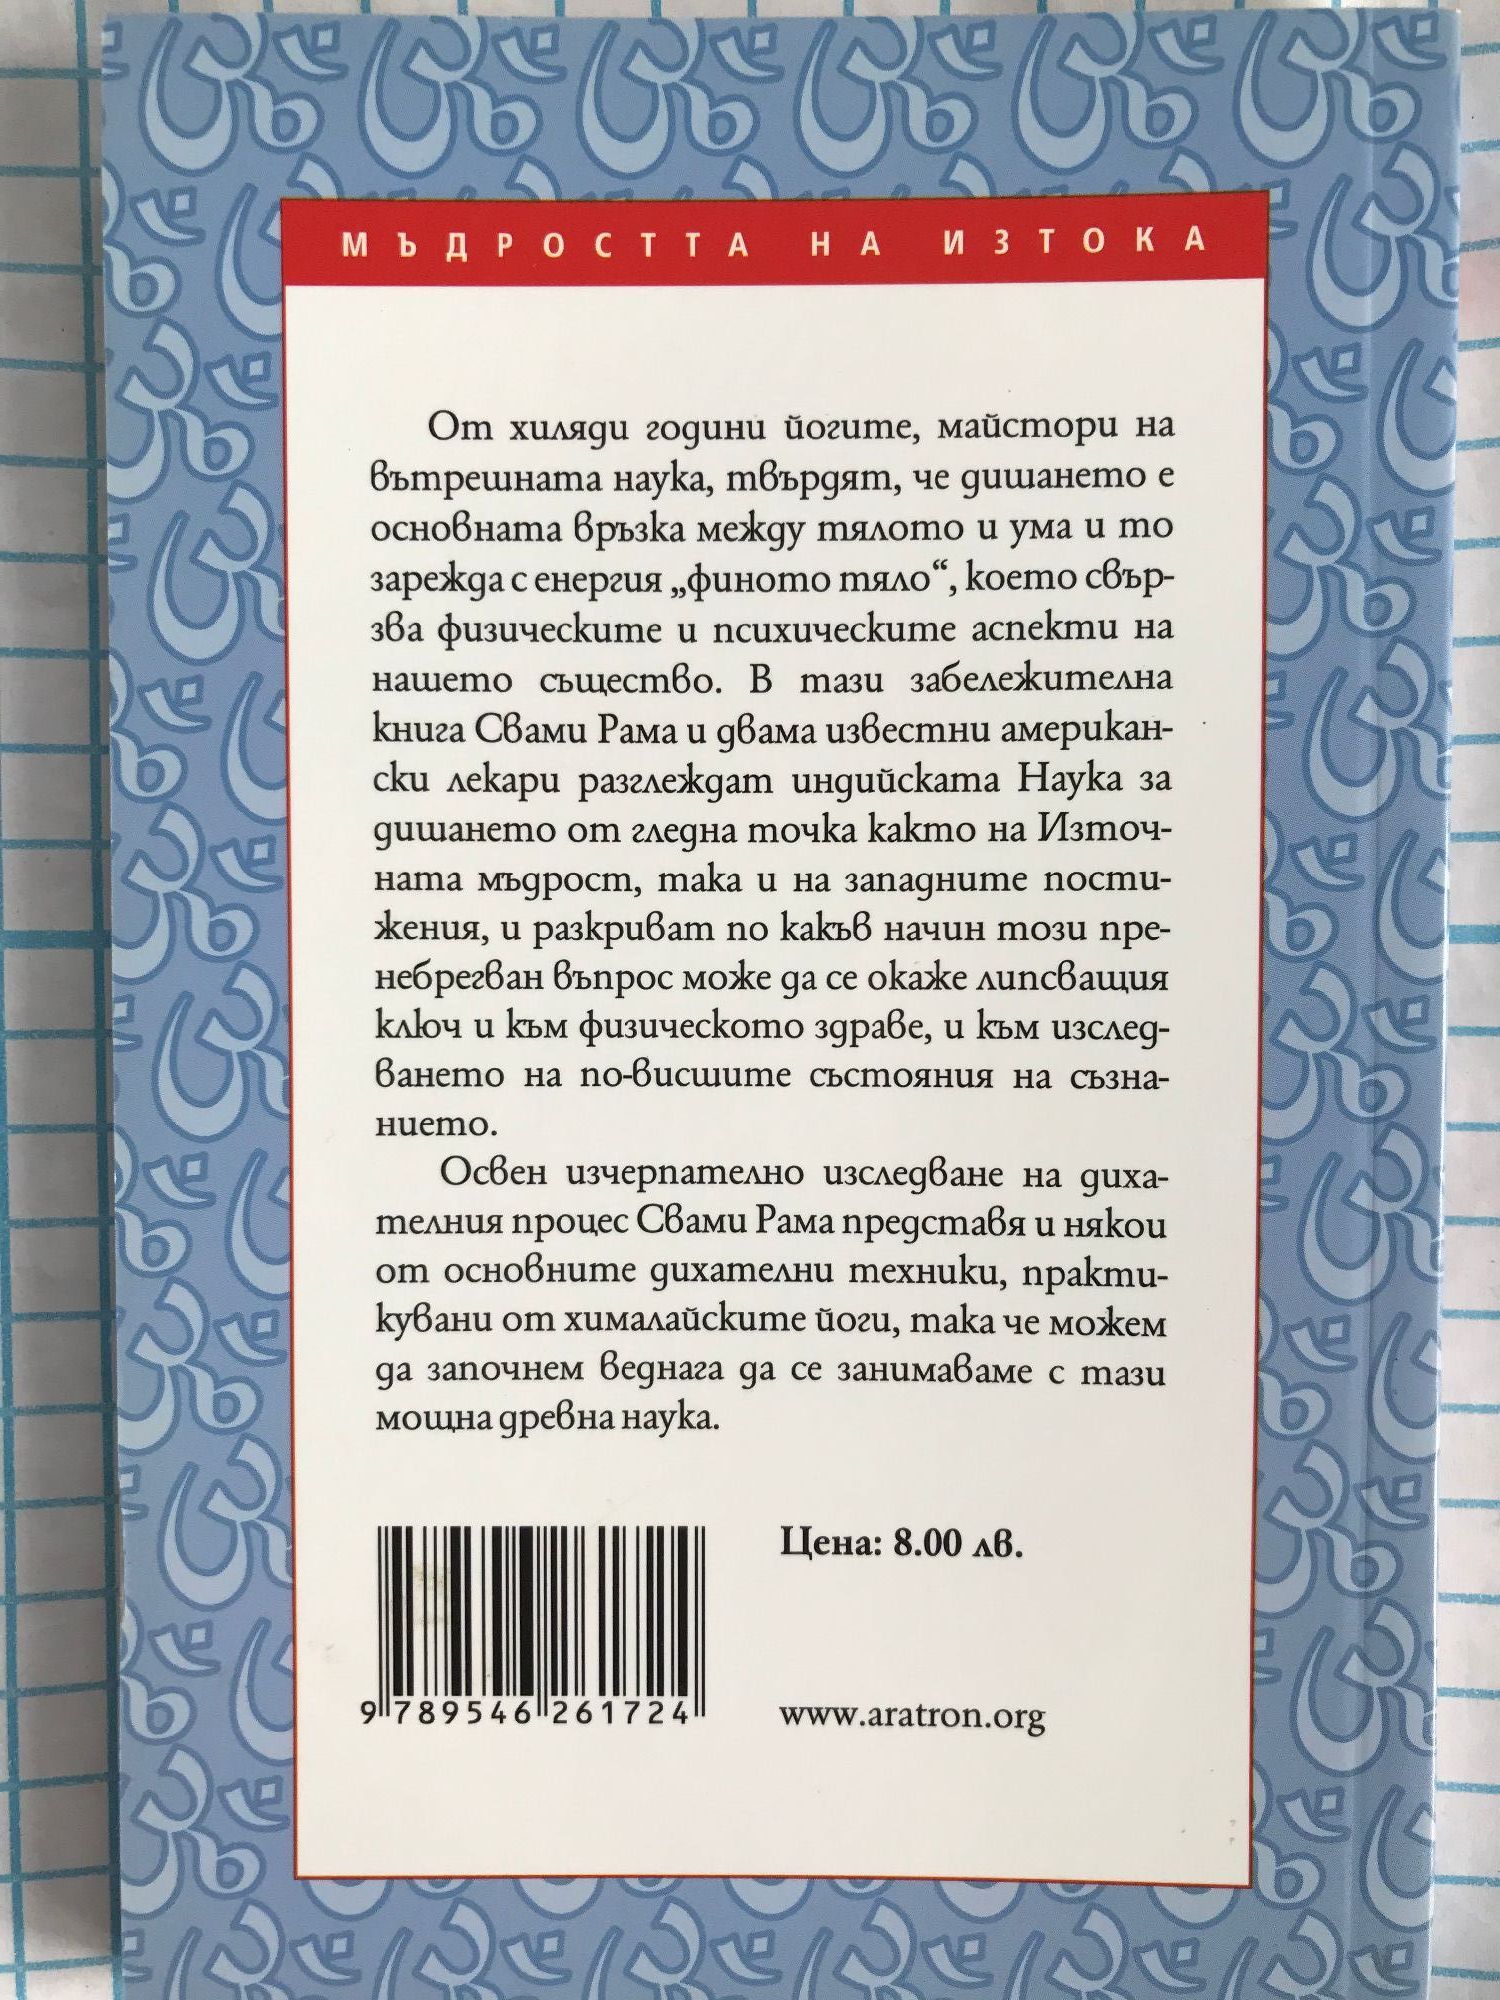 МЪДРОСТТА НА ИЗТОКА
От хиляди години йогите, майстори на
вътрешната наука, твърдят, че дишането е
основната връзка между тялото и ума и то
зарежда с енергия „финото тяло“, което свър-
зва физическите и психическите аспекти на
нашето същество. В тази забележителна
книга Свами Рама и двама известни американ-
ски лекари разглеждат индийската Наука за
дишането от гледна точка както на Източ-
ната мъдрост, така и на западните пости-
жения, и разкриват по какъв начин този пре-
небрегван въпрос може да се окаже липсващия
ключ и към физическото здраве, и към изслед-
ването на по-висшите състояния на съзна-
нието.
Освен изчерпателно изследване на диха-
телния процес Свами Рама представя и някои
от основните дихателни техники, практи-
кувани от хималайските йоги, така че можем
да започнем веднага да се занимаваме с тази
мощна древна наука.
Цена: 8.00 лв.
9 789546 261724
www.aratron.org